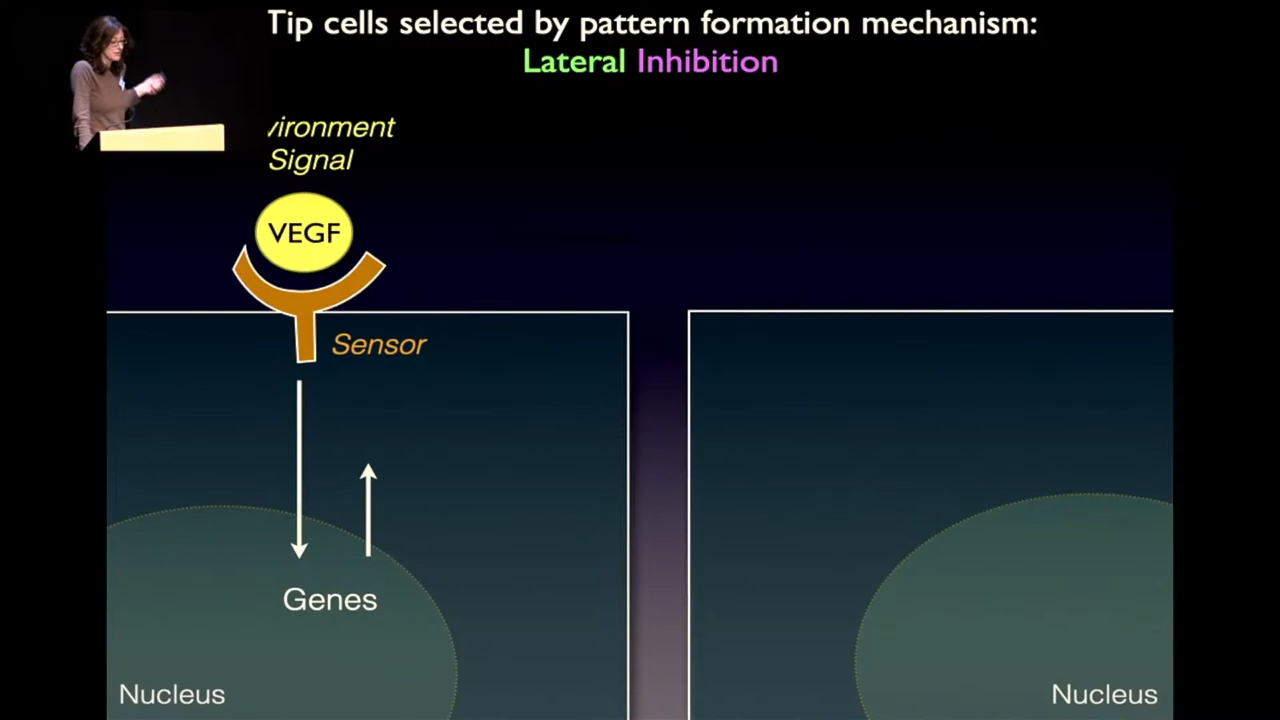 Tip cells selected by pattern formation mechanism:
Lateral Inhibition
vironment
Signal
VEGF
Sensor
Genes
Nucleus
Nucleus